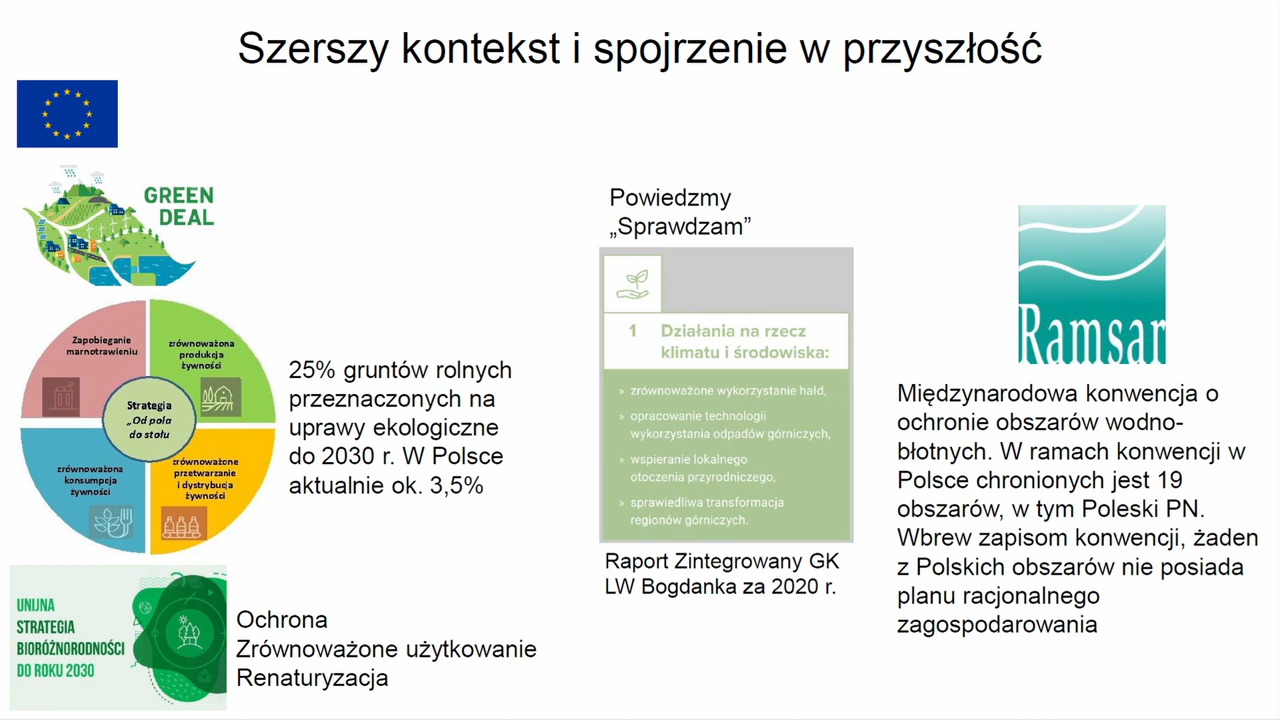 Szerszy kontekst i spojrzenie w przyszłość
GREEN
DEAL
Zapobieganie
marnotrawieniu
zrównoważona
produkcja
żywności
Strategia
„Od pola
do stołu
zrównoważona
konsumpcja
żywności
zrównoważone
przetwarzanie
i dystrybucja
żywności
25% gruntów rolnych
przeznaczonych na
uprawy ekologiczne
do 2030 r. W Polsce
aktualnie ok. 3,5%
UNIJNA
STRATEGIA
BIORÓŻNORODNOŚCI
DO ROKU 2030
Ochrona
Zrównoważone użytkowanie
Renaturyzacja
Powiedzmy
„Sprawdzam”
1 Działania na rzecz
klimatu i środowiska:
» zrównoważone wykorzystanie hałd,
» opracowanie technologii
wykorzystania odpadów górniczych,
» wspieranie lokalnego
otoczenia przyrodniczego,
» sprawiedliwa transformacja
regionów górniczych.
Raport Zintegrowany GK
LW Bogdanka za 2020 r.
Ramsar
Międzynarodowa konwencja o
ochronie obszarów wodno-
błotnych. W ramach konwencji w
Polsce chronionych jest 19
obszarów, w tym Poleski PN.
Wbrew zapisom konwencji, żaden
z Polskich obszarów nie posiada
planu racjonalnego
zagospodarowania